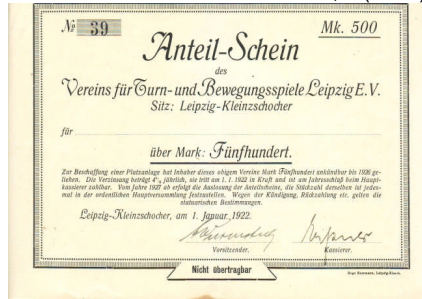 № 39
Mk. 500
Anteil-Schein
des
Vereins für Turn- und Bewegungsspiele Leipzig E.V.
Sitz: Leipzig-Kleinzschocher
für
über Mark: Fünfhundert.
Zur Beschaffung einer Platzanlage hat Inhaber dieses obigem Vereine Mark Fünfhundert unkündbar bis 1926 ge-
liehen. Die Verzinsung beträgt 4% jährlich, sie tritt am 1. 1. 1922 in Kraft und ist am Jahresschluß beim Haupt-
kassierer zahlbar. Vom Jahre 1927 ab erfolgt die Auslosung der Anteilscheine, die Stückzahl derselben ist jedes-
mal in der ordentlichen Hauptversammlung festzustellen. Wegen der Kündigung, Rückzahlung etc. gelten die
statuarischen Bestimmungen.
Leipzig-Kleinzschocher, am 1. Januar 1922.
Vorsitzender.
Kassierer.
Nicht übertragbar